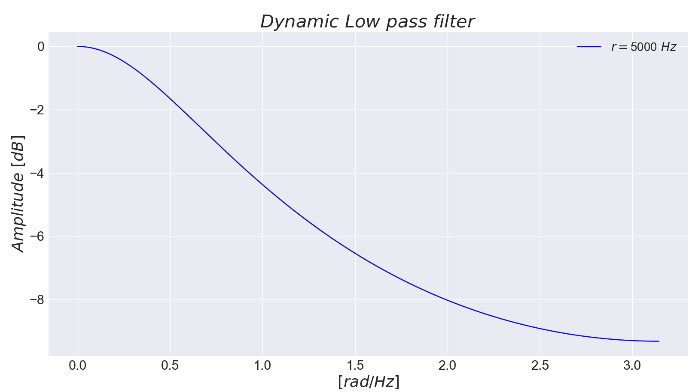 Dynamic Low pass filter
r = 5000 Hz
Amplitude [dB]
0
−2
−4
−6
−8
0.0 0.5 1.0 1.5 2.0 2.5 3.0
[rad/Hz]